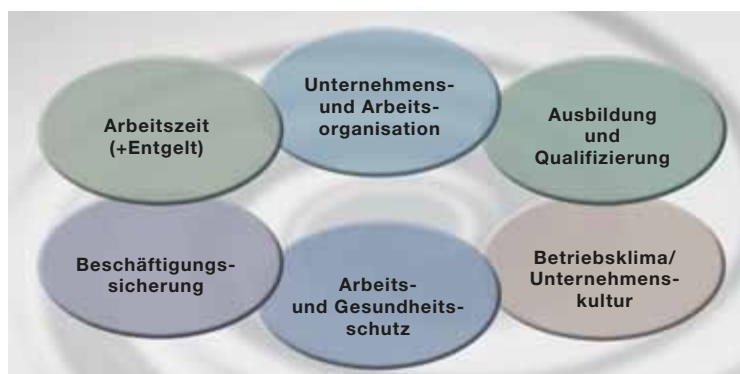 Arbeitszeit
(+Entgelt)
Unternehmens-
und Arbeits-
organisation
Ausbildung
und
Qualifizierung
Beschäftigungs-
sicherung
Arbeits-
und Gesundheits-
schutz
Betriebsklima/
Unternehmens-
kultur